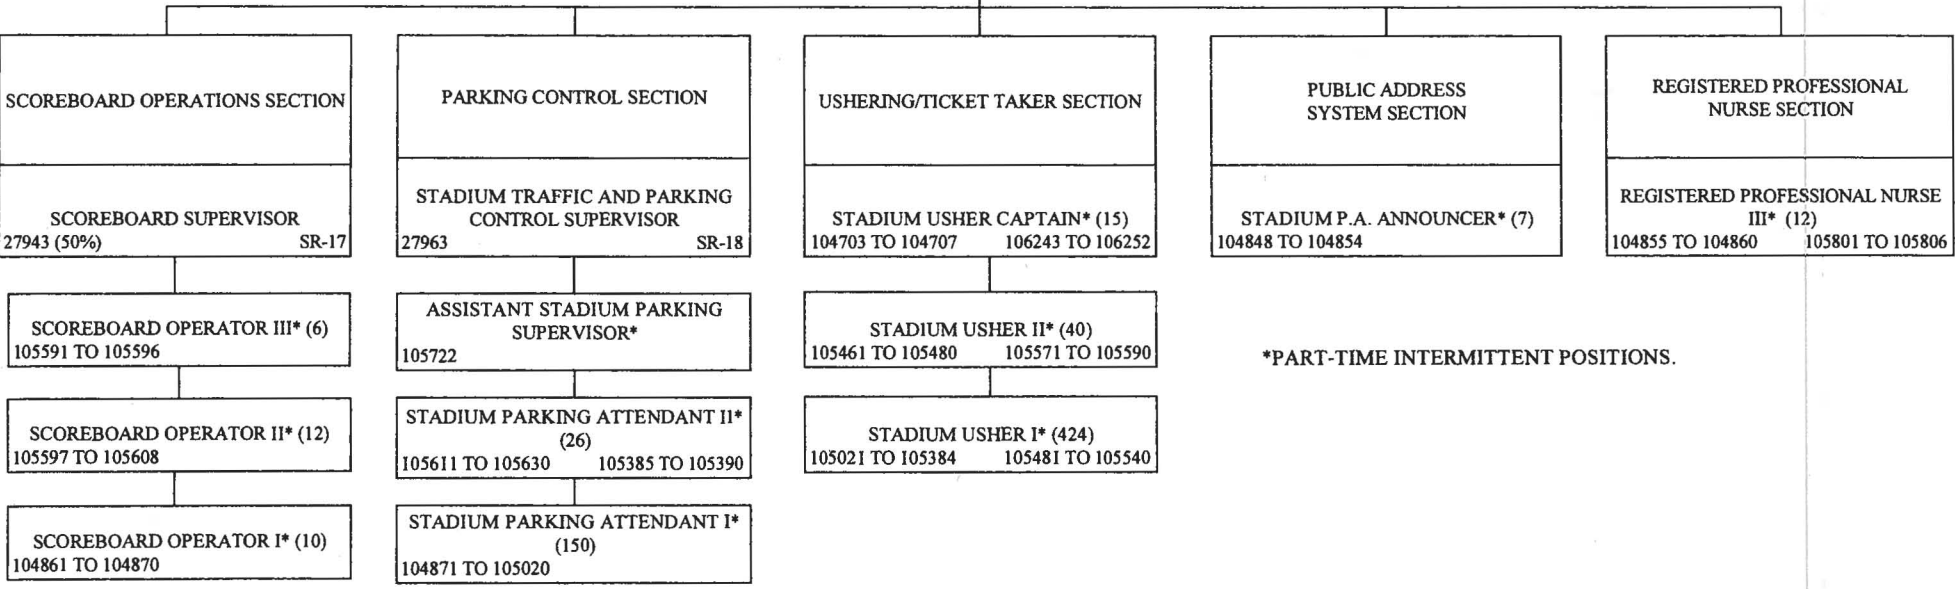 SCOREBOARD OPERATIONS SECTION
SCOREBOARD SUPERVISOR
27943 (50%) SR-17
SCOREBOARD OPERATOR III* (6)
105591 TO 105596
SCOREBOARD OPERATOR II* (12)
105597 TO 105608
SCOREBOARD OPERATOR I* (10)
104861 TO 104870
PARKING CONTROL SECTION
STADIUM TRAFFIC AND PARKING
CONTROL SUPERVISOR
27963 SR-18
ASSISTANT STADIUM PARKING
SUPERVISOR*
105722
STADIUM PARKING ATTENDANT II*
(26)
105611 TO 105630 105385 TO 105390
STADIUM PARKING ATTENDANT I*
(150)
104871 TO 105020
USHERING/TICKET TAKER SECTION
STADIUM USHER CAPTAIN* (15)
104703 TO 104707 106243 TO 106252
STADIUM USHER II* (40)
105461 TO 105480 105571 TO 105590
STADIUM USHER I* (424)
105021 TO 105384 105481 TO 105540
PUBLIC ADDRESS
SYSTEM SECTION
STADIUM P.A. ANNOUNCER* (7)
104848 TO 104854
REGISTERED PROFESSIONAL
NURSE SECTION
REGISTERED PROFESSIONAL NURSE
III* (12)
104855 TO 104860 105801 TO 105806
*PART-TIME INTERMITTENT POSITIONS.